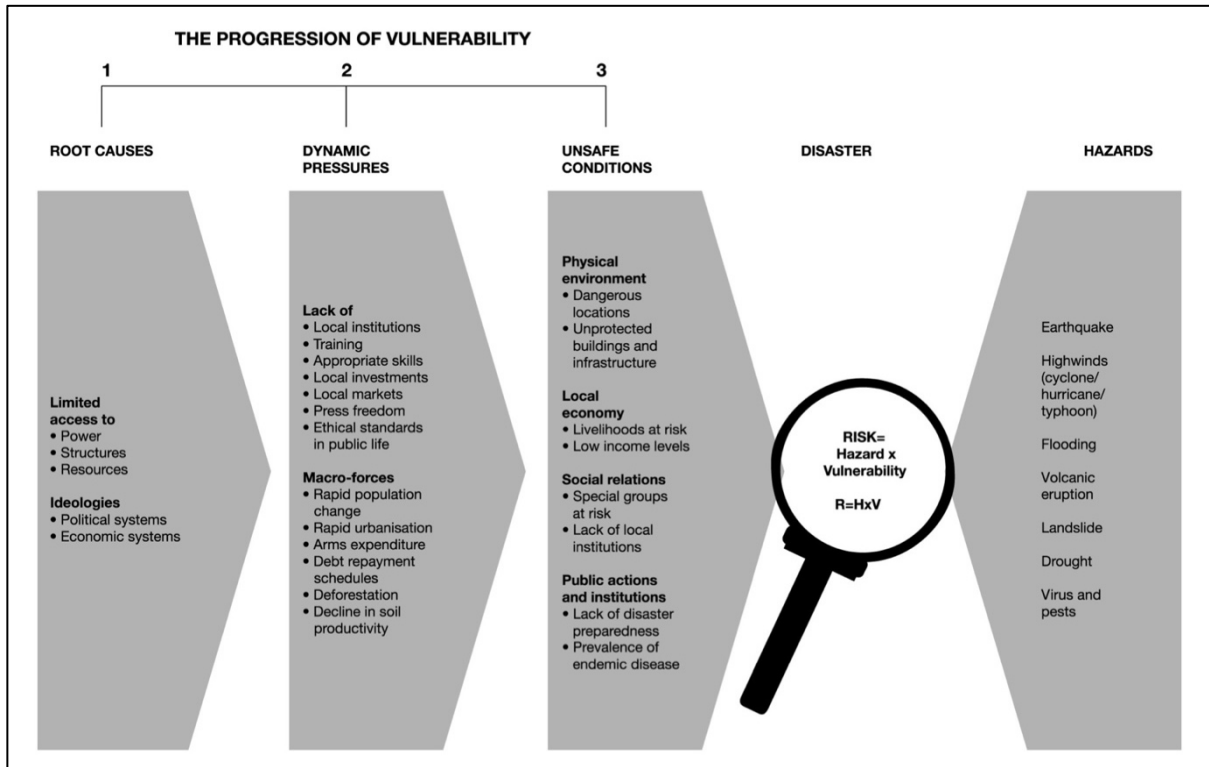 THE PROGRESSION OF VULNERABILITY
1
2
3
ROOT CAUSES
DYNAMIC
PRESSURES
UNSAFE
CONDITIONS
DISASTER
HAZARDS
Limited
access to
• Power
• Structures
• Resources
Ideologies
• Political systems
• Economic systems
Lack of
• Local institutions
• Training
• Appropriate skills
• Local investments
• Local markets
• Press freedom
• Ethical standards
in public life
Macro-forces
• Rapid population
change
• Rapid urbanisation
• Arms expenditure
• Debt repayment
schedules
• Deforestation
• Decline in soil
productivity
Physical
environment
• Dangerous
locations
• Unprotected
buildings and
infrastructure
Local
economy
• Livelihoods at risk
• Low income levels
Social relations
• Special groups
at risk
• Lack of local
institutions
Public actions
and institutions
• Lack of disaster
preparedness
• Prevalence of
endemic disease
RISK=
Hazard x
Vulnerability
R=HxV
Earthquake
Highwinds
(cyclone/
hurricane/
typhoon)
Flooding
Volcanic
eruption
Landslide
Drought
Virus and
pests